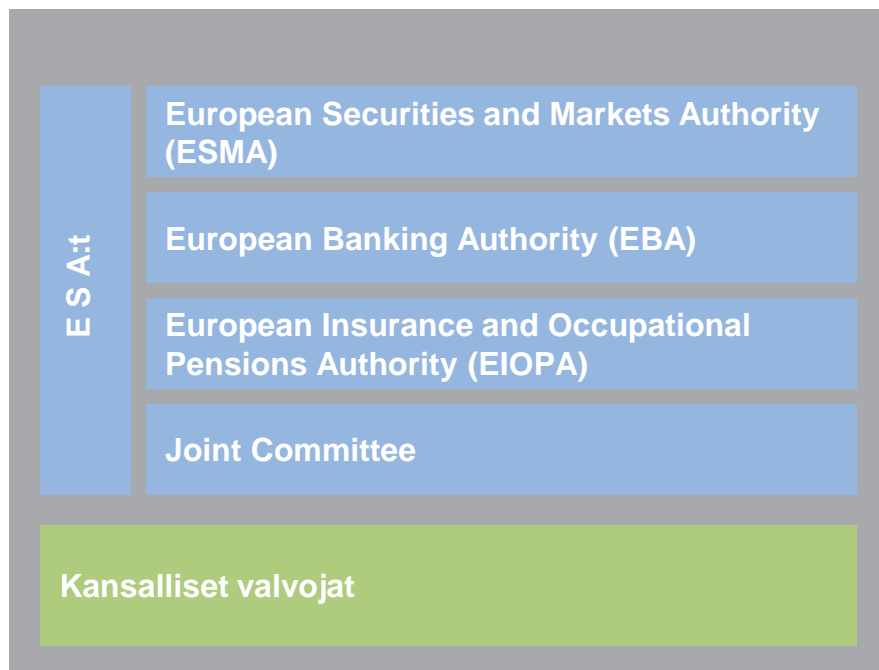 E S A:t
European Securities and Markets Authority
(ESMA)
European Banking Authority (EBA)
European Insurance and Occupational
Pensions Authority (EIOPA)
Joint Committee
Kansalliset valvojat